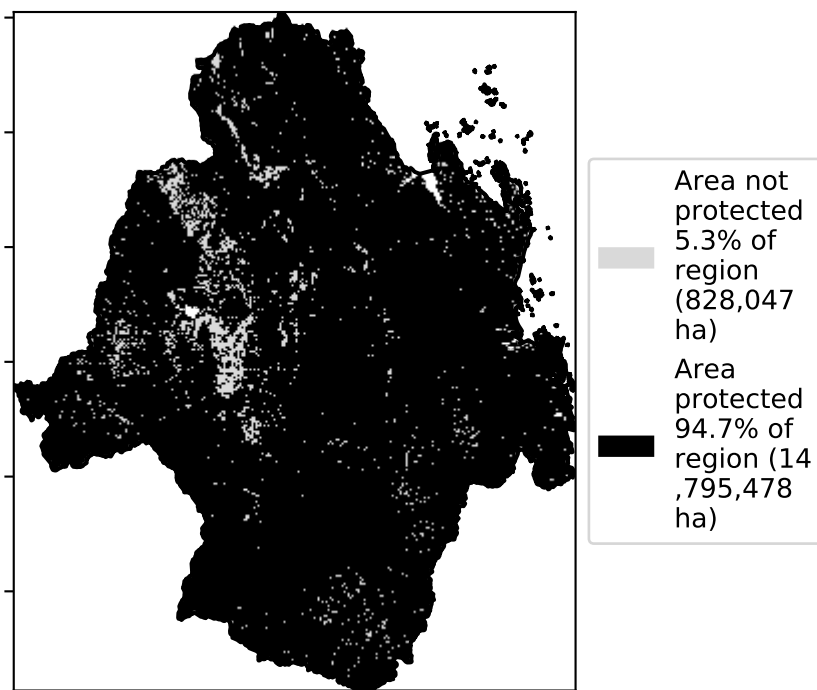 Area not
protected
5.3% of
region
(828,047
ha)
Area
protected
94.7% of
region (14
,795,478
ha)